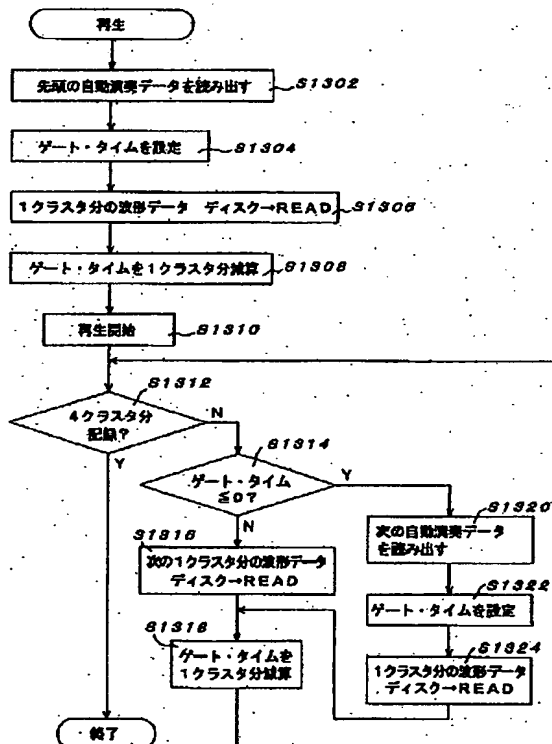 再生
先頭の自動演奏データを読み出す
S1302
ゲート・タイムを設定
S1304
1クラスタ分の波形データ ディスク→READ
S1306
ゲート・タイムを1クラスタ分減算
S1308
再生開始
S1310
S1312
4クラスタ分
記録?
N
Y
S1314
ゲート・タイム
≦0?
Y
N
S1316
次の1クラスタ分の波形データ
ディスク→READ
S1318
ゲート・タイムを
1クラスタ分減算
S1320
次の自動演奏データ
を読み出す
S1322
ゲート・タイムを設定
S1324
1クラスタ分の波形データ
ディスク→READ
終了